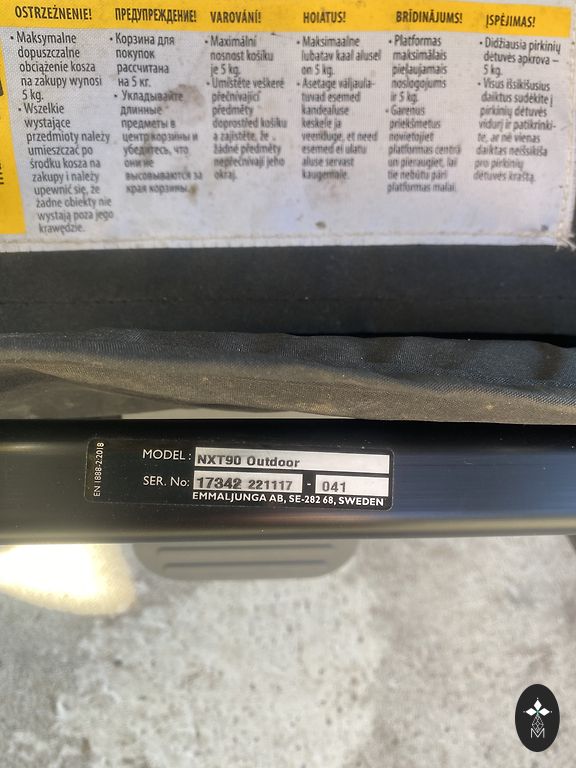 OSTRZEŻENIE!
• Maksymalne
dopuszczalne
obciążenie kosza
na zakupy wynosi
5 kg.
• Wszelkie
wystające
przedmioty należy
umieszczać po
środku kosza na
zakupy i należy
upewnić się, że
żadne obiekty nie
wystają poza jego
krawędzie.
ПРЕДУПРЕЖДЕНИЕ!
• Корзина для
покупок
рассчитана
на 5 кг.
• Укладывайте
длинные
предметы в
центр корзины и
убедитесь, что
они не
высовываются за
края корзины.
VAROVÁNÍ!
• Maximální
nosnost košíku
je 5 kg.
• Umístěte veškeré
přečnívající
předměty
doprostřed košíku
a zajistěte, že
žádné předměty
nepřečnívají jeho
okraj.
HOIATUS!
• Maksimaalne
lubatav kaal alusel
on 5 kg.
• Asetage väljaula-
tuvad esemed
kandealuse
keskele ja
veenduge, et need
esemed ei ulatu
aluse servast
kaugemale.
BRĪDINĀJUMS!
• Platformas
maksimālais
pieļaujamais
noslogojums
ir 5 kg.
• Garenus
priekšmetus
novietojiet
platformas centrā
un pieraugiet, lai
tie nebūtu pāri
platformas malai.
ĮSPĖJIMAS!
• Didžiausia pirkinių
dėtuvės apkrova –
5 kg.
• Visus išsikišusius
daiktus sudėkite į
pirkinių dėtuvės
vidurį ir patikrinki-
te, ar nė vienas
daiktas neišsikiša
pro pirkinių
dėtuvės kraštą.
EN 1888-2:2018
MODEL: NXT90 Outdoor
SER. No: 17342 221117 - 041
EMMALJUNGA AB, SE-282 68, SWEDEN
M